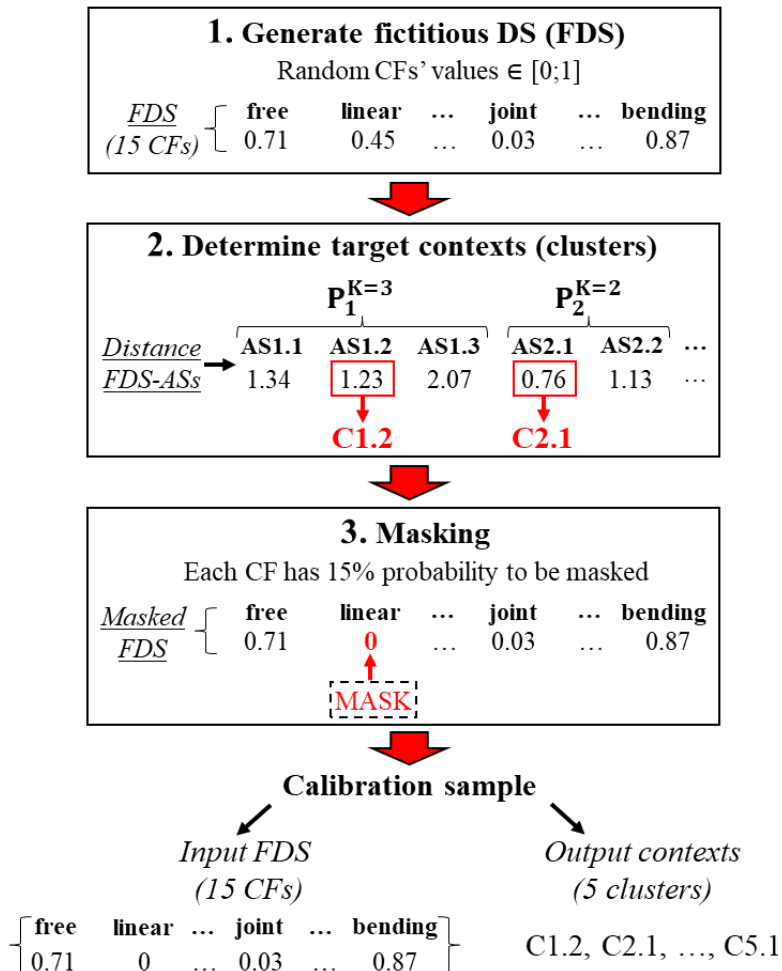 1. Generate fictitious DS (FDS)
Random CFs' values ∈ [0;1]
FDS
(15 CFs)
free linear … joint … bending
0.71 0.45 … 0.03 … 0.87
2. Determine target contexts (clusters)
P₁ᴷ⁼³ P₂ᴷ⁼²
Distance
FDS-ASs
AS1.1 AS1.2 AS1.3 AS2.1 AS2.2 …
1.34 1.23 2.07 0.76 1.13 …
C1.2 C2.1
3. Masking
Each CF has 15% probability to be masked
Masked
FDS
free linear … joint … bending
0.71 0 … 0.03 … 0.87
MASK
Calibration sample
Input FDS
(15 CFs)
free linear … joint … bending
0.71 0 … 0.03 … 0.87
Output contexts
(5 clusters)
C1.2, C2.1, …, C5.1